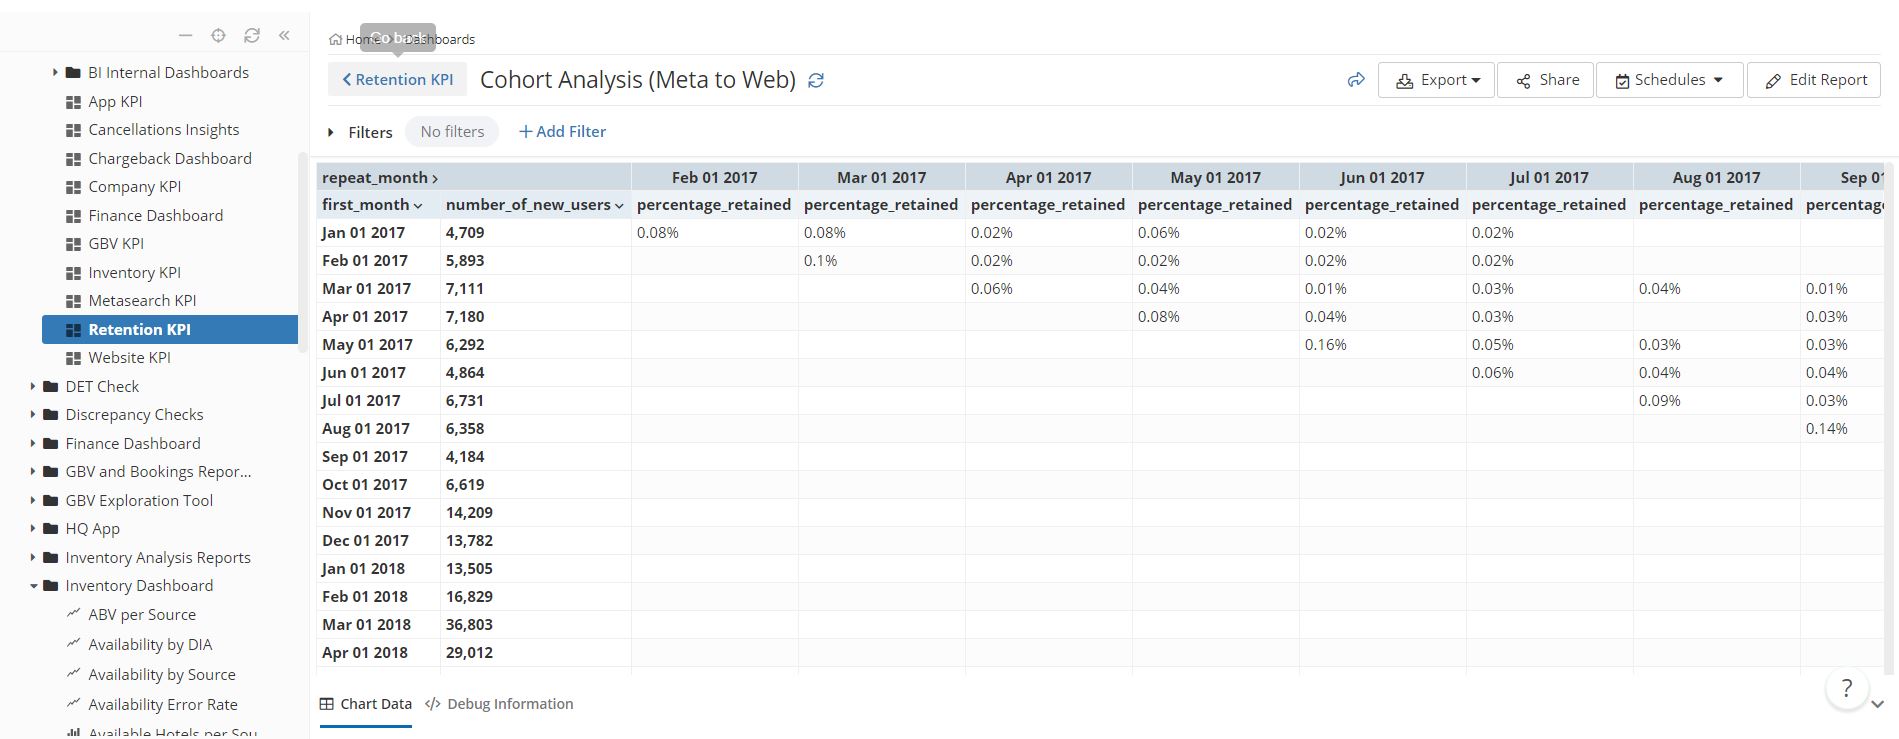 Home
Go back
Dashboards
Retention KPI
Cohort Analysis (Meta to Web)
Export
Share
Schedules
Edit Report
Filters
No filters
Add Filter
BI Internal Dashboards
App KPI
Cancellations Insights
Chargeback Dashboard
Company KPI
Finance Dashboard
GBV KPI
Inventory KPI
Metasearch KPI
Retention KPI
Website KPI
DET Check
Discrepancy Checks
Finance Dashboard
GBV and Bookings Repor...
GBV Exploration Tool
HQ App
Inventory Analysis Reports
Inventory Dashboard
ABV per Source
Availability by DIA
Availability by Source
Availability Error Rate
Available Hotels per Sou
repeat_month Feb 01 2017 Mar 01 2017 Apr 01 2017 May 01 2017 Jun 01 2017 Jul 01 2017 Aug 01 2017 Sep 01
first_month number_of_new_users percentage_retained percentage_retained percentage_retained percentage_retained percentage_retained percentage_retained percentage_retained percentage
Jan 01 2017 4,709 0.08% 0.08% 0.02% 0.06% 0.02% 0.02%
Feb 01 2017 5,893 0.1% 0.02% 0.02% 0.02% 0.02%
Mar 01 2017 7,111 0.06% 0.04% 0.01% 0.03% 0.04% 0.01%
Apr 01 2017 7,180 0.08% 0.04% 0.03% 0.03%
May 01 2017 6,292 0.16% 0.05% 0.03% 0.03%
Jun 01 2017 4,864 0.06% 0.04% 0.04%
Jul 01 2017 6,731 0.09% 0.03%
Aug 01 2017 6,358 0.14%
Sep 01 2017 4,184
Oct 01 2017 6,619
Nov 01 2017 14,209
Dec 01 2017 13,782
Jan 01 2018 13,505
Feb 01 2018 16,829
Mar 01 2018 36,803
Apr 01 2018 29,012
Chart Data
</> Debug Information
?